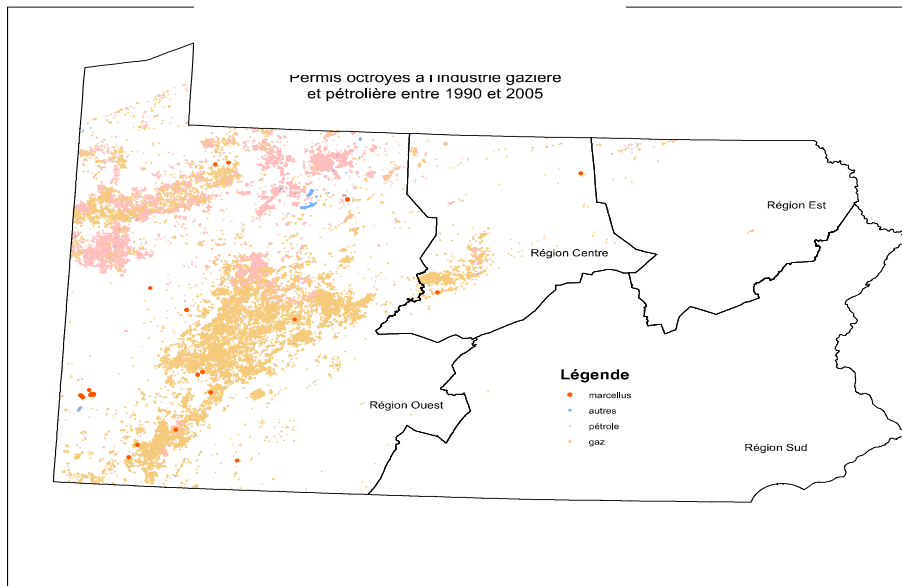 Permis octroyés à l'industrie gazière
et pétrolière entre 1990 et 2005
Région Est
Région Centre
Légende
marcellus
autres
pétrole
gaz
Région Ouest
Région Sud